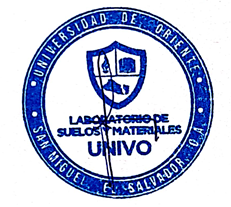 UNIVERSIDAD DE ORIENTE
LABORATORIO DE
SUELOS Y MATERIALES
UNIVO
SAN MIGUEL, EL SALVADOR, C.A.